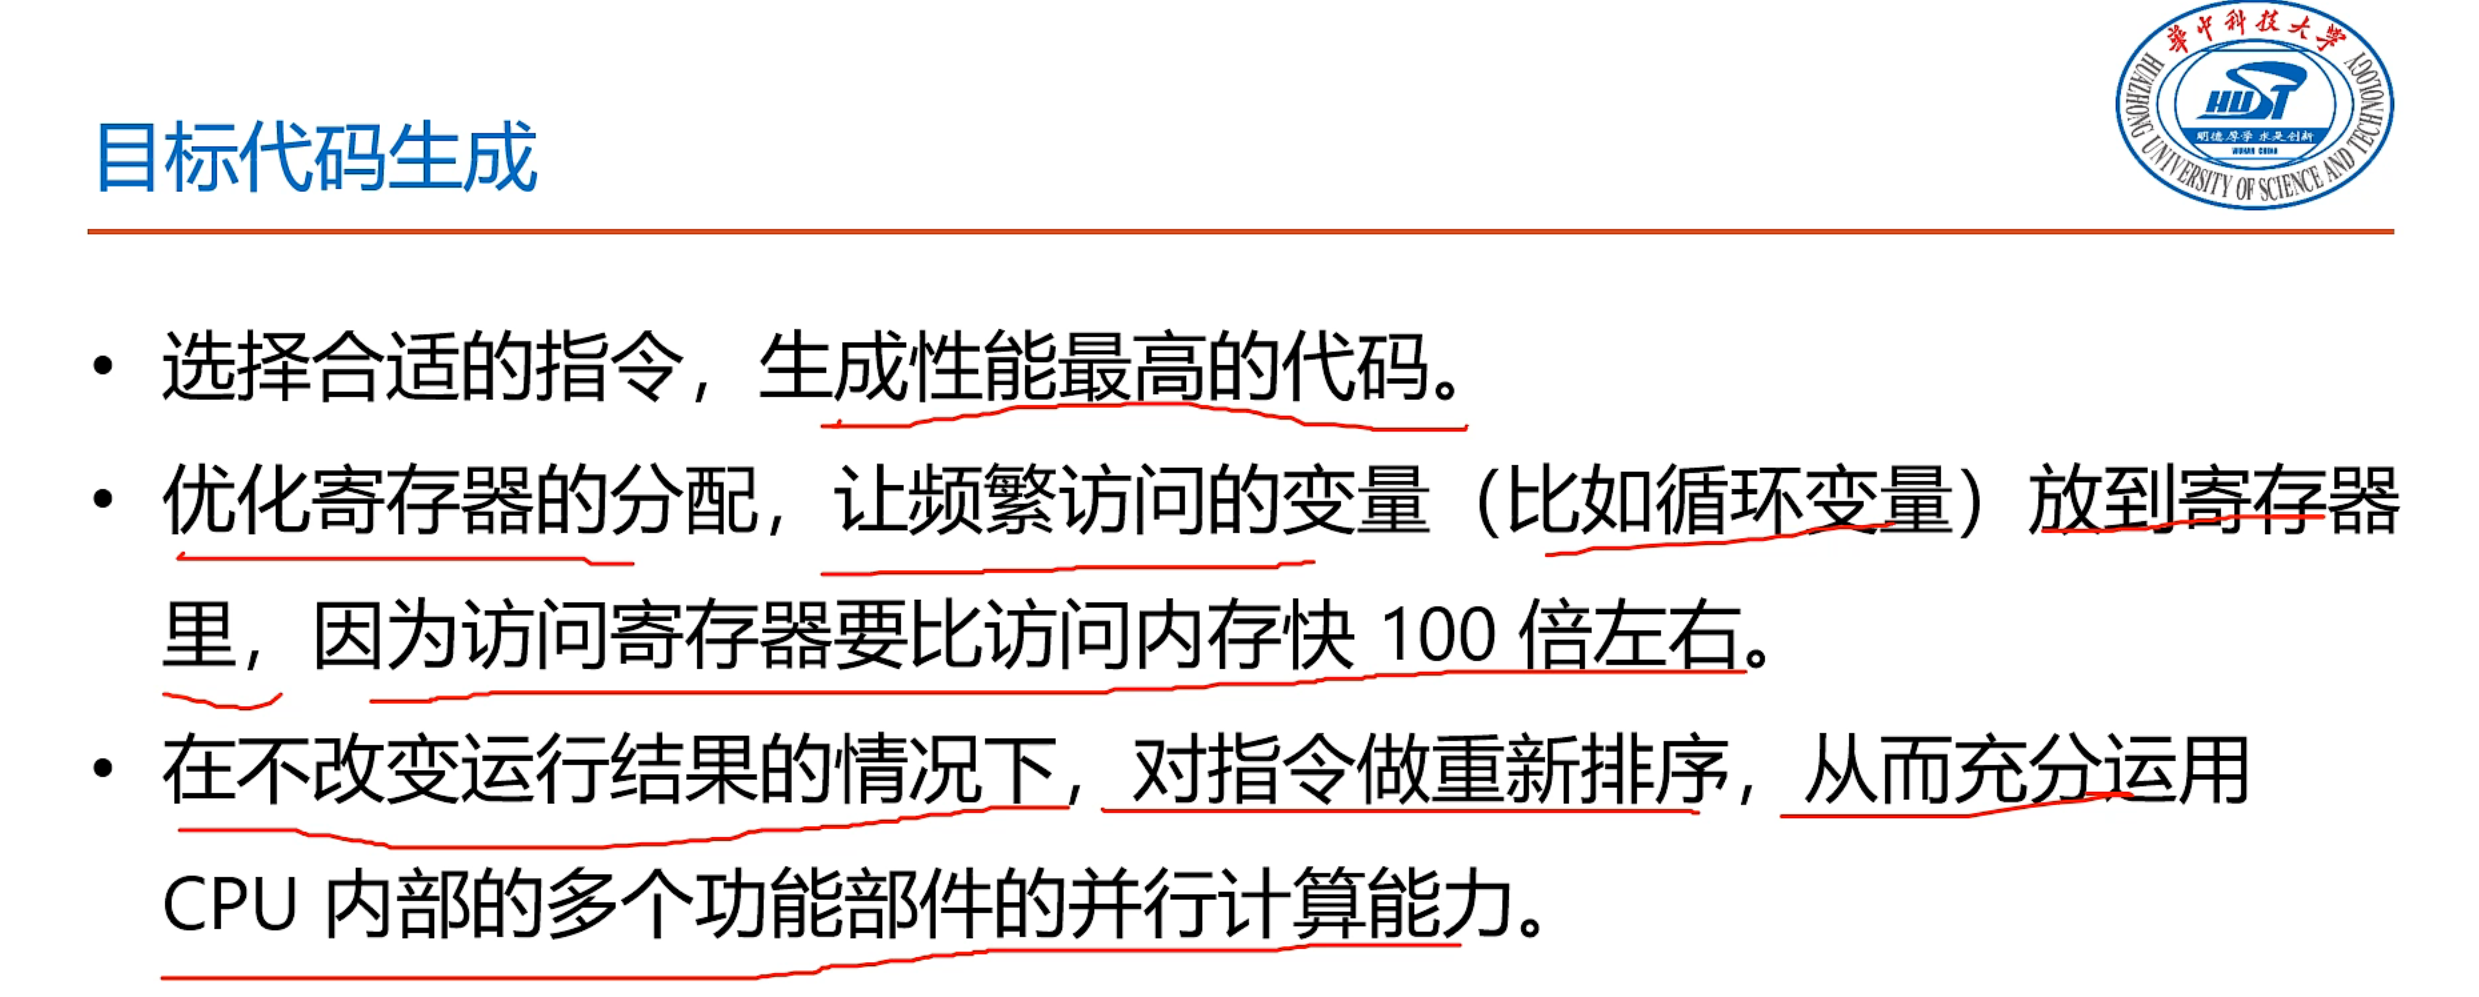 華中科技大学
HUAZHONG UNIVERSITY OF SCIENCE AND TECHNOLOGY
HUST
明德厚学 求是创新
WUHAN CHINA
目标代码生成
• 选择合适的指令，生成性能最高的代码。
• 优化寄存器的分配，让频繁访问的变量（比如循环变量）放到寄存器
里，因为访问寄存器要比访问内存快 100 倍左右。
• 在不改变运行结果的情况下，对指令做重新排序，从而充分运用
CPU 内部的多个功能部件的并行计算能力。